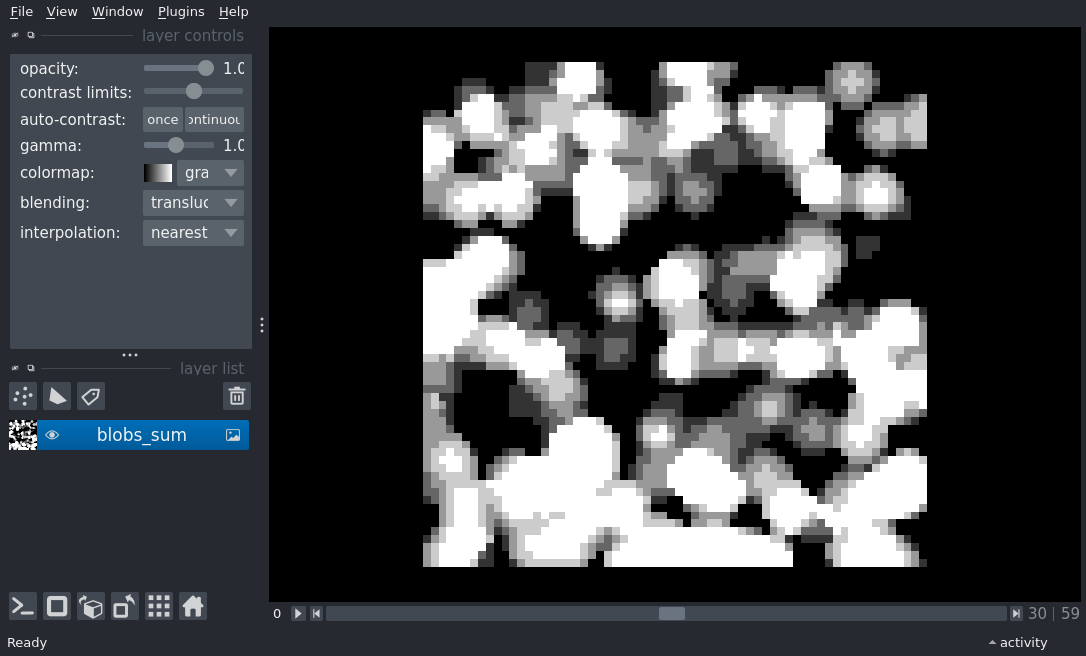 File View Window Plugins Help
layer controls
opacity: 1.0
contrast limits:
auto-contrast: once ontinuou
gamma: 1.0
colormap: gra
blending: transluc
interpolation: nearest
layer list
blobs_sum
0 30 | 59
Ready activity